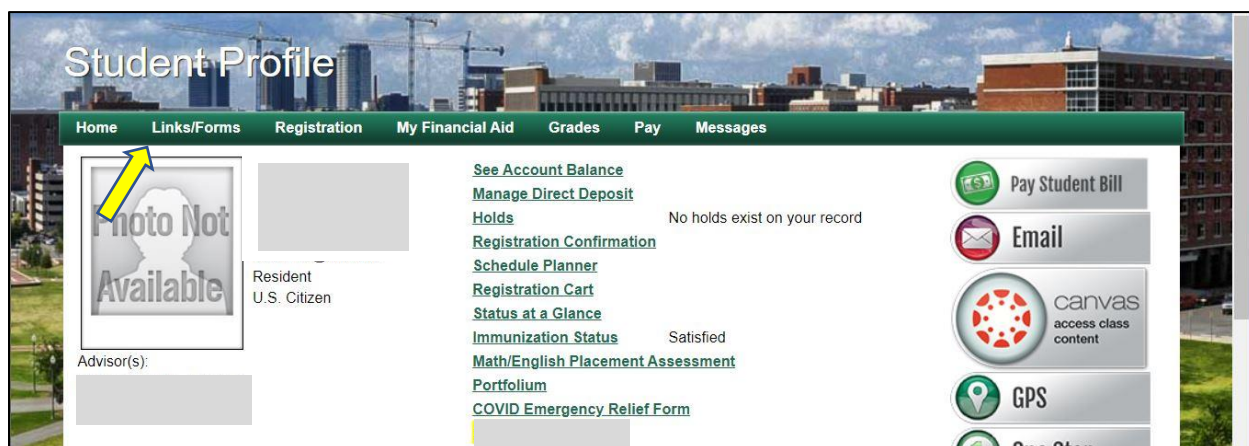 Student Profile
Home Links/Forms Registration My Financial Aid Grades Pay Messages
Photo Not
Available
Resident
U.S. Citizen
Advisor(s):
See Account Balance
Manage Direct Deposit
Holds No holds exist on your record
Registration Confirmation
Schedule Planner
Registration Cart
Status at a Glance
Immunization Status Satisfied
Math/English Placement Assessment
Portfolium
COVID Emergency Relief Form
Pay Student Bill
Email
canvas
access class
content
GPS
One Stop